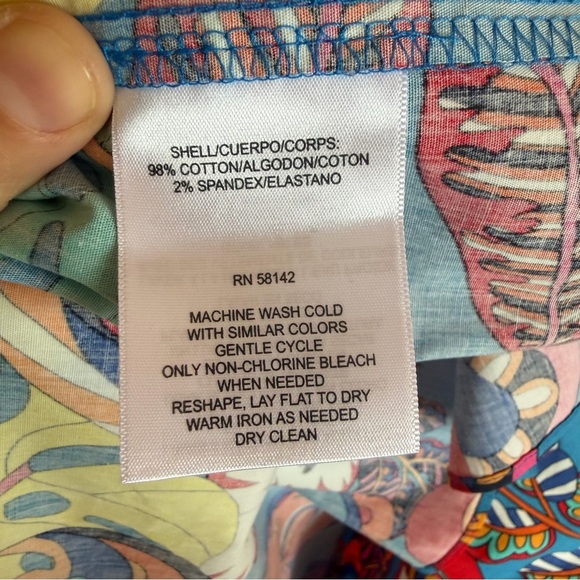 SHELL/CUERPO/CORPS:
98% COTTON/ALGODON/COTON
2% SPANDEX/ELASTANO
RN 58142
MACHINE WASH COLD
WITH SIMILAR COLORS
GENTLE CYCLE
ONLY NON-CHLORINE BLEACH
WHEN NEEDED
RESHAPE, LAY FLAT TO DRY
WARM IRON AS NEEDED
DRY CLEAN